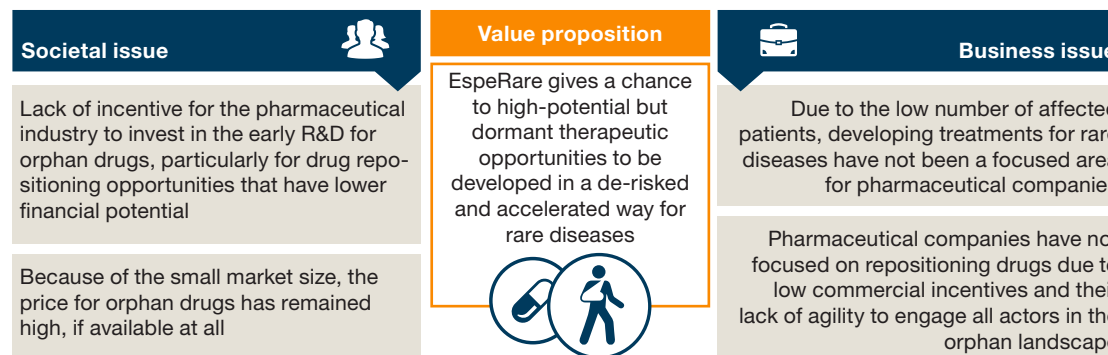 Societal issue
Lack of incentive for the pharmaceutical
industry to invest in the early R&D for
orphan drugs, particularly for drug repo-
sitioning opportunities that have lower
financial potential
Because of the small market size, the
price for orphan drugs has remained
high, if available at all
Value proposition
EspeRare gives a chance
to high-potential but
dormant therapeutic
opportunities to be
developed in a de-risked
and accelerated way for
rare diseases
Business issue
Due to the low number of affected
patients, developing treatments for rare
diseases have not been a focused area
for pharmaceutical companie
Pharmaceutical companies have no
focused on repositioning drugs due to
low commercial incentives and thei
lack of agility to engage all actors in the
orphan landscap